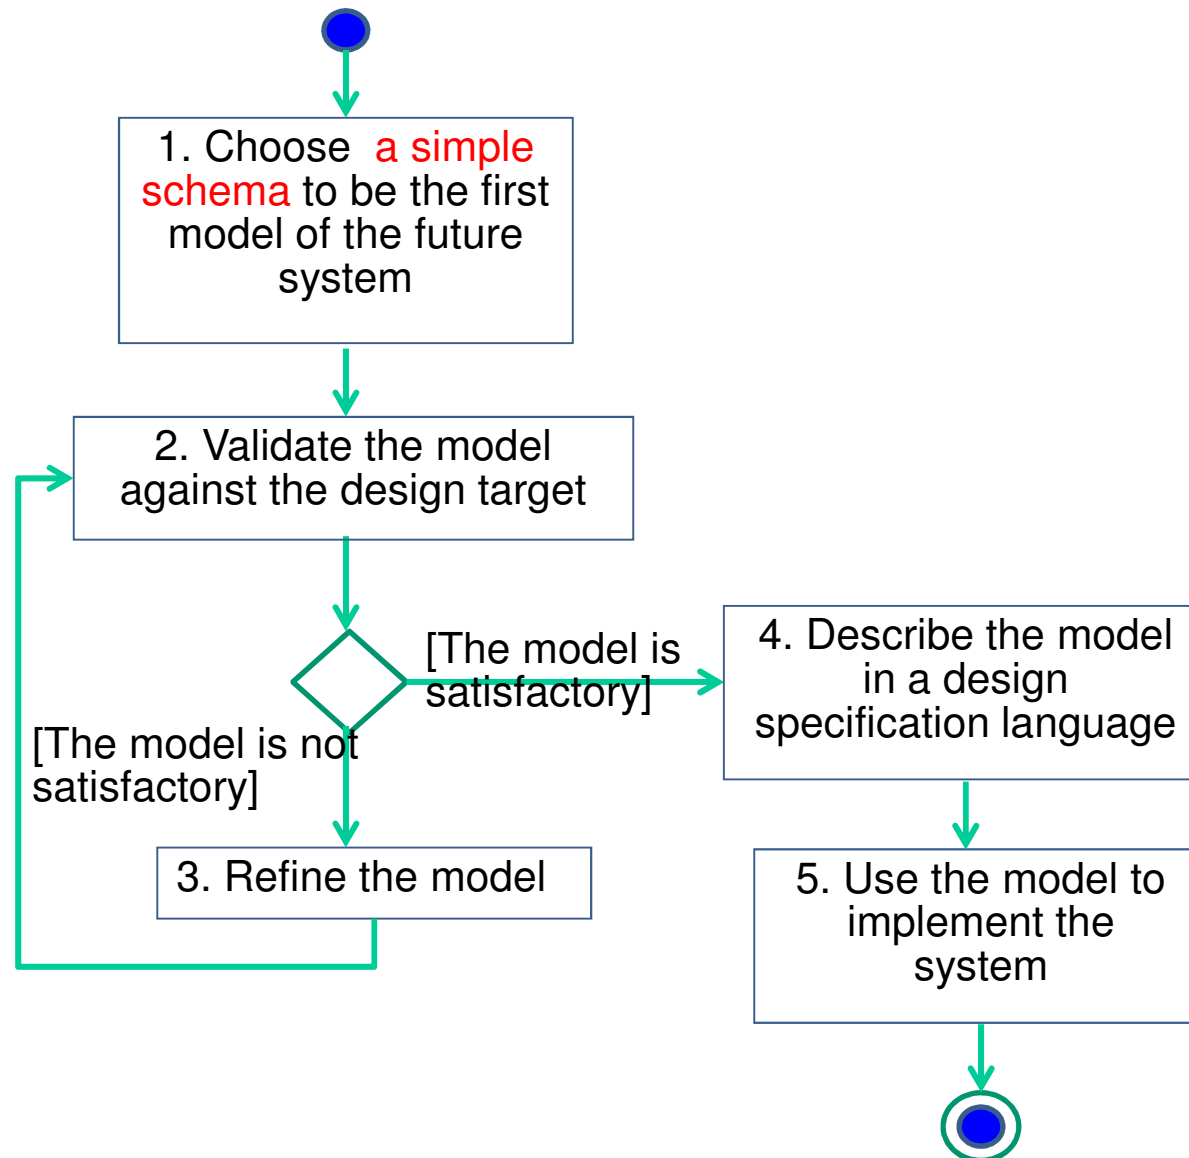 1. Choose a simple
schema to be the first
model of the future
system
2. Validate the model
against the design target
[The model is
satisfactory]
[The model is not
satisfactory]
3. Refine the model
4. Describe the model
in a design
specification language
5. Use the model to
implement the
system